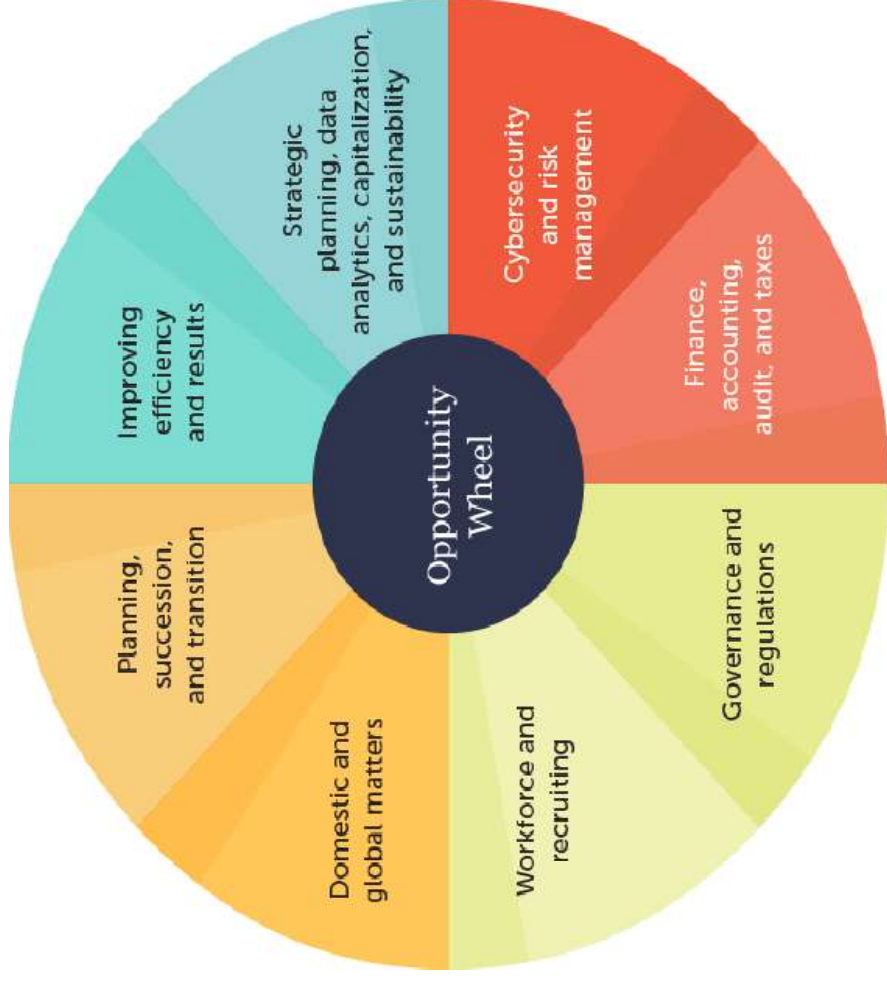 Opportunity
Wheel
Improving
efficiency
and results
Strategic
planning, data
analytics, capitalization,
and sustainability
Cybersecurity
and risk
management
Finance,
accounting,
audit, and taxes
Governance and
regulations
Workforce and
recruiting
Domestic and
global matters
Planning,
succession,
and transition